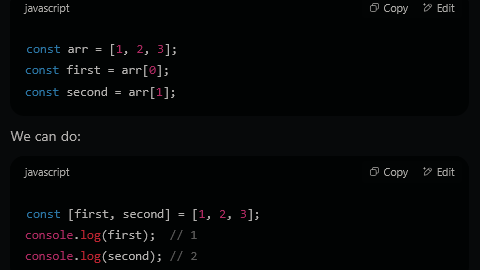 javascript Copy Edit
const arr = [1, 2, 3];
const first = arr[0];
const second = arr[1];
We can do:
javascript Copy Edit
const [first, second] = [1, 2, 3];
console.log(first);  // 1
console.log(second); // 2